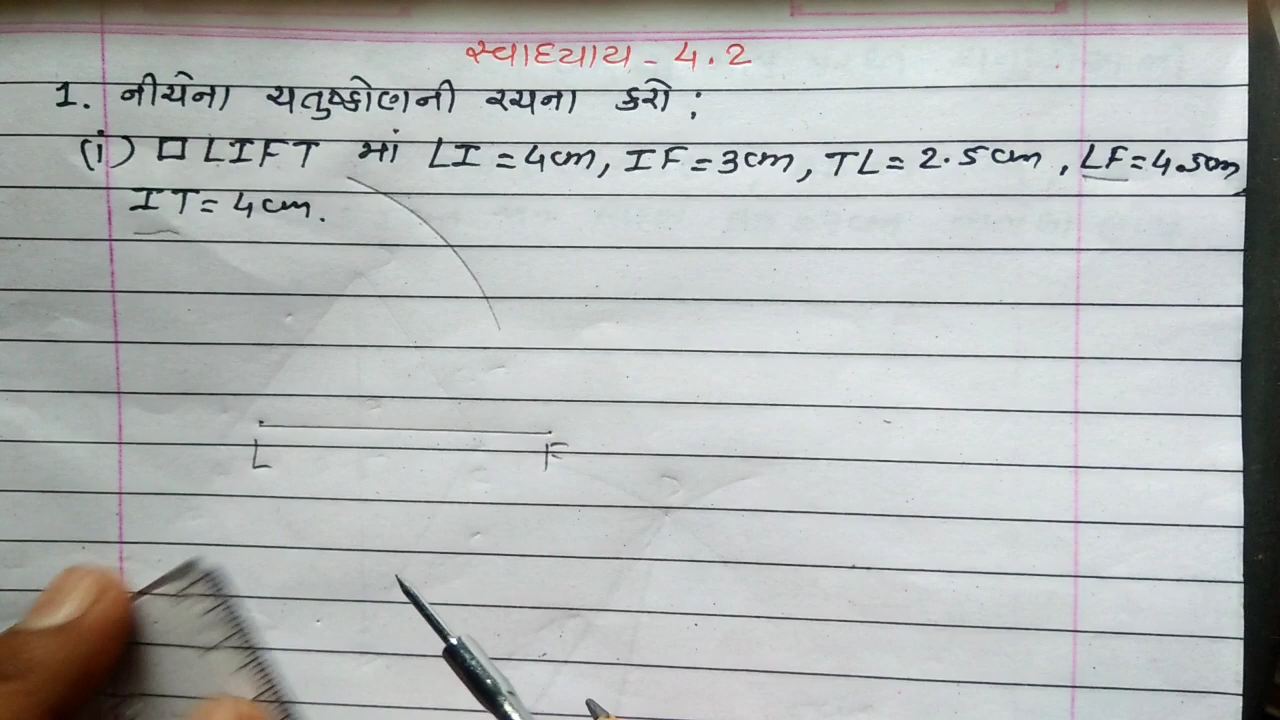 સ્વાધ્યાય - 4.2
1. નીચેના ચતુષ્કોણની રચના કરો :
(i) □ LIFT માં LI = 4cm, IF = 3cm, TL = 2.5cm, LF = 4.5cm,
IT = 4cm.
L F